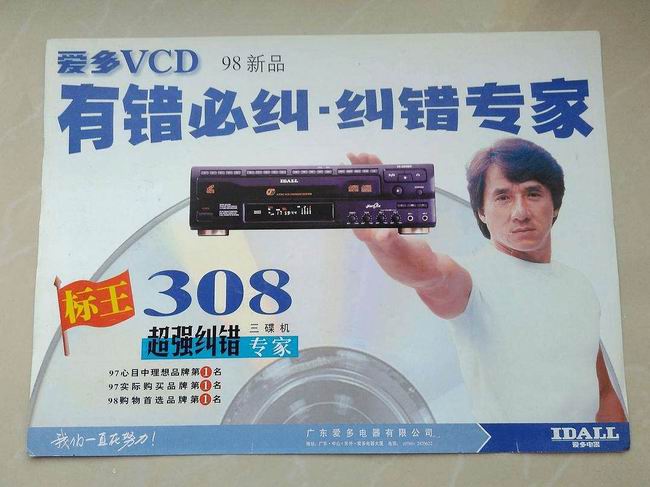 爱多VCD 98新品
有错必纠·纠错专家
IDALL
标王
308
超强纠错 三碟机 专家
97心目中理想品牌第1名
97实际购买品牌第1名
98购物首选品牌第1名
我们一直在努力!
广东爱多电器有限公司
IDALL
爱多电器